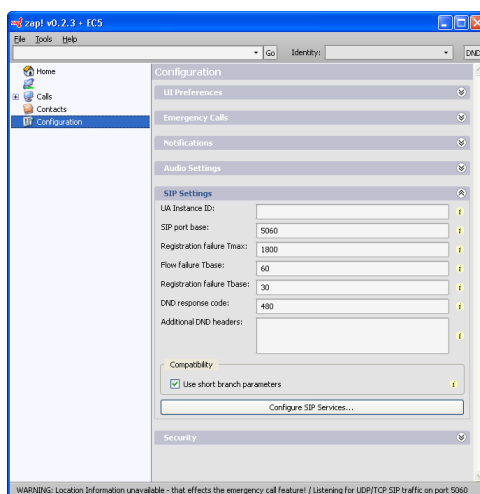 zap! v0.2.3 + EC5
File Tools Help
Go Identity: DND
Home
Calls
Contacts
Configuration
Configuration
UI Preferences
Emergency Calls
Notifications
Audio Settings
SIP Settings
UA Instance ID:
SIP port base: 5060
Registration failure Tmax: 1800
Flow failure Tbase: 60
Registration failure Tbase: 30
DND response code: 480
Additional DND headers:
Compatibility
Use short branch parameters
Configure SIP Services...
Security
WARNING: Location Information unavailable - that effects the emergency call feature! / Listening for UDP/TCP SIP traffic on port 5060